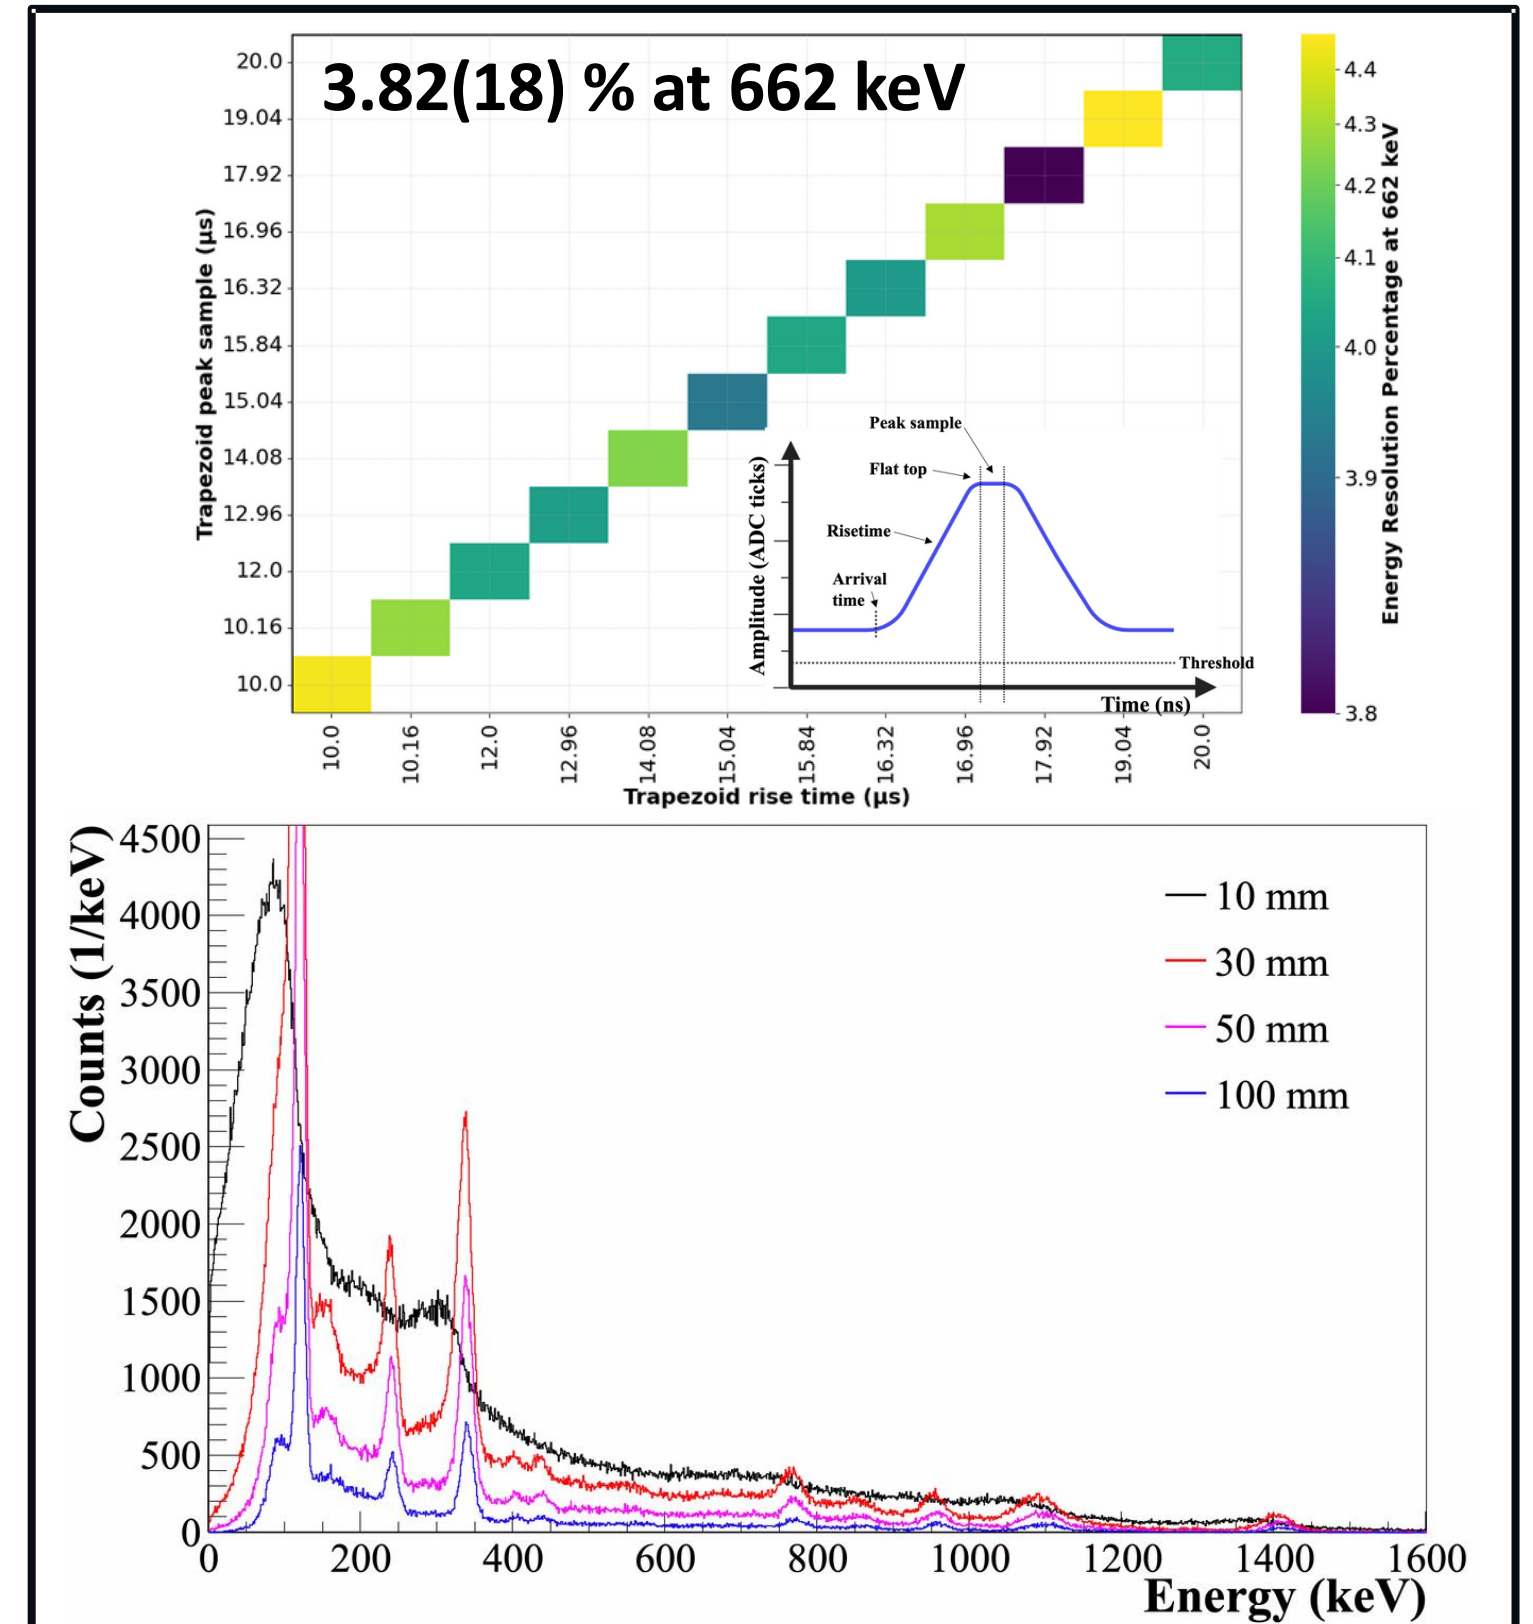 3.82(18) % at 662 keV
20.0
19.04
17.92
16.96
16.32
15.84
15.04
14.08
12.96
12.0
10.16
10.0
Trapezoid peak sample (µs)
10.0
10.16
12.0
12.96
14.08
15.04
15.84
16.32
16.96
17.92
19.04
20.0
Trapezoid rise time (µs)
4.4
4.3
4.2
4.1
4.0
3.9
3.8
Energy Resolution Percentage at 662 keV
Peak sample
Flat top
Risetime
Arrival
time
Threshold
Amplitude (ADC ticks)
Time (ns)
4500
4000
3500
3000
2500
2000
1500
1000
500
0
Counts (1/keV)
10 mm
30 mm
50 mm
100 mm
0 200 400 600 800 1000 1200 1400 1600
Energy (keV)